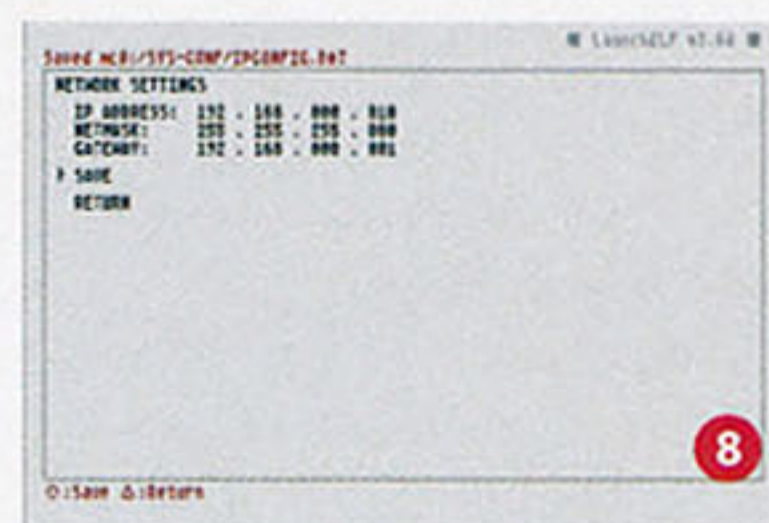 LaunchELF v3.60
Saved mc0:/SYS-CONF/IPCONFIG.DAT
NETWORK SETTINGS
IP ADDRESS: 192 . 168 . 000 . 010
NETMASK: 255 . 255 . 255 . 000
GATEWAY: 192 . 168 . 000 . 001
SAVE
RETURN
8
O:Save △:Return